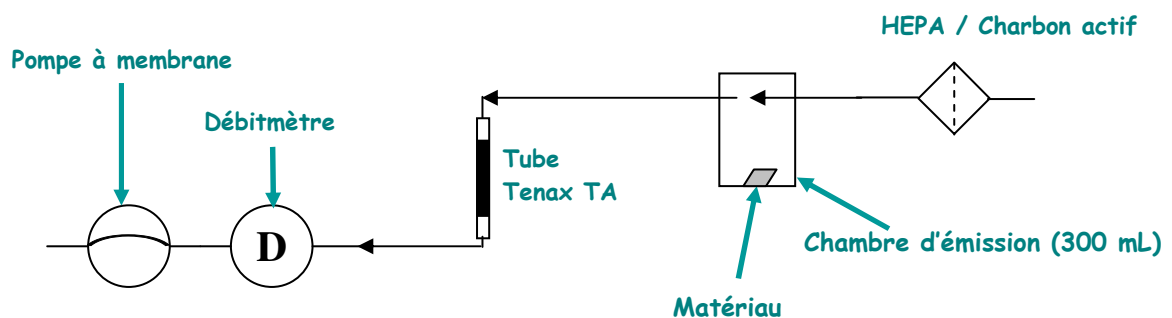 HEPA / Charbon actif
Pompe à membrane
Débitmètre
Tube
Tenax TA
D
Chambre d'émission (300 mL)
Matériau